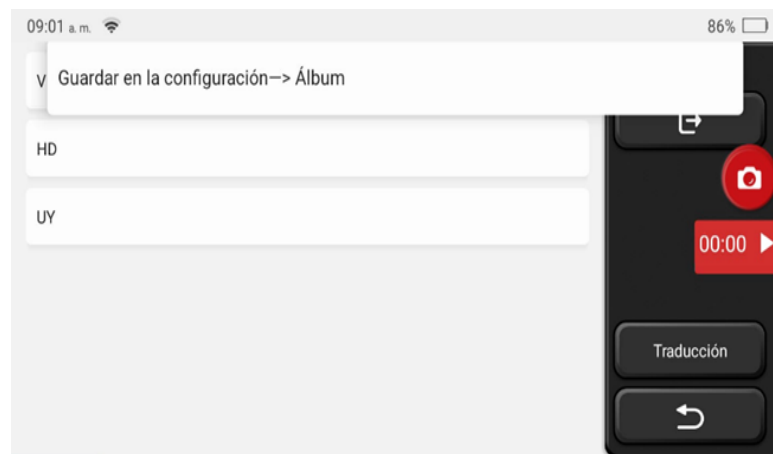 09:01 a. m.
86%
Guardar en la configuración—> Álbum
V
HD
UY
00:00
Traducción